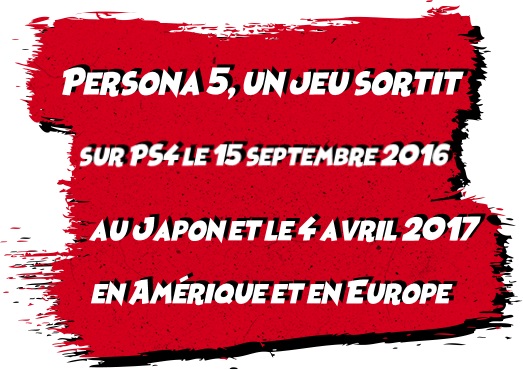 Persona 5, un jeu sortit
sur PS4 le 15 septembre 2016
au Japon et le 4 avril 2017
en Amérique et en Europe